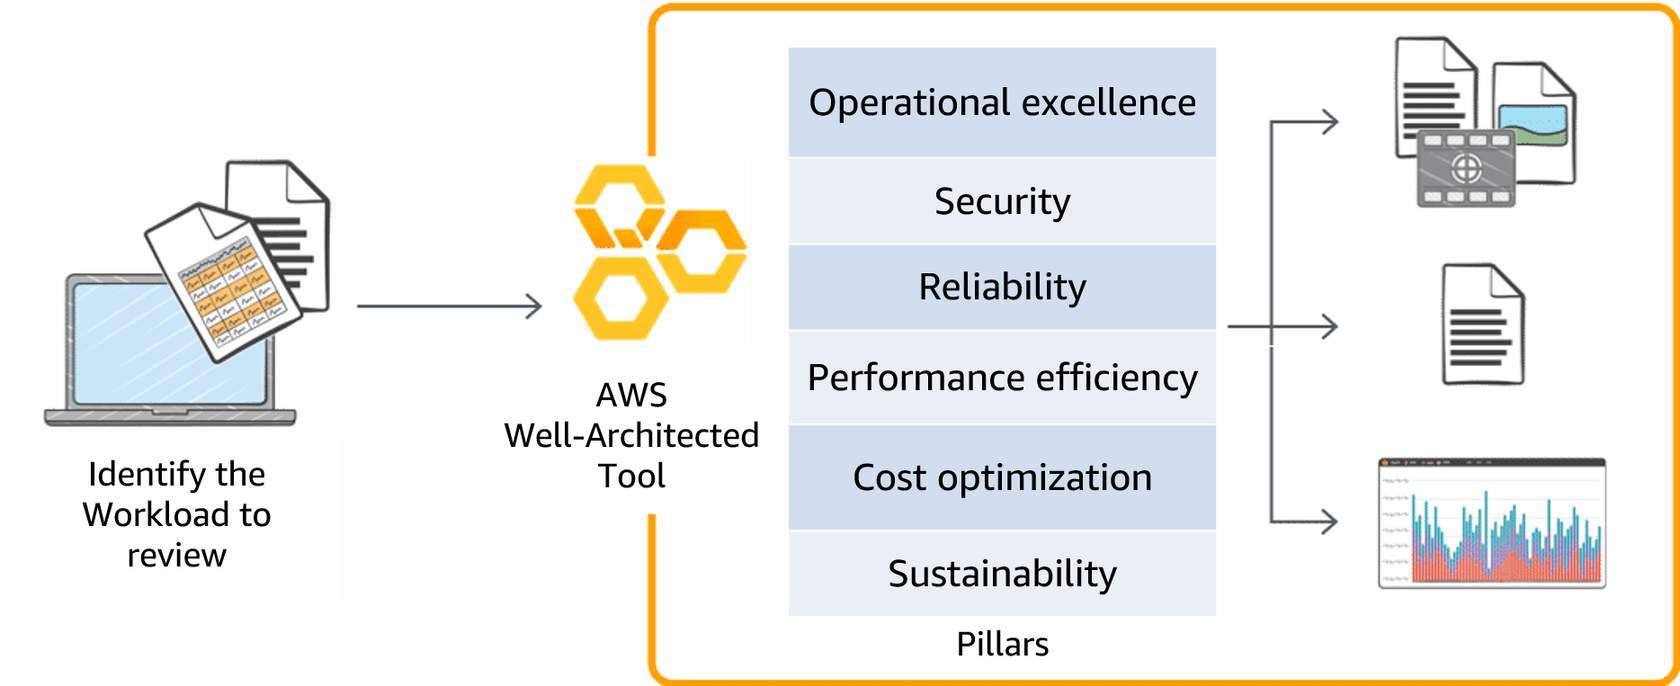 Identify the
Workload to
review
AWS
Well-Architected
Tool
Operational excellence
Security
Reliability
Performance efficiency
Cost optimization
Sustainability
Pillars